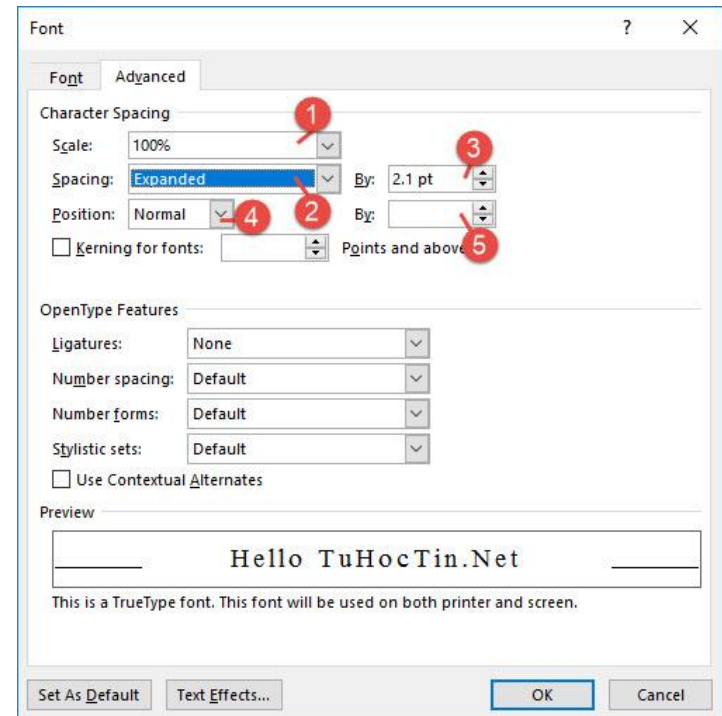 Font ? X
Font Advanced
Character Spacing 1
Scale: 100% 3
Spacing: Expanded By: 2.1 pt
Position: Normal 4 2 By:
Kerning for fonts: Points and above 5
OpenType Features
Ligatures: None
Number spacing: Default
Number forms: Default
Stylistic sets: Default
Use Contextual Alternates
Preview
Hello TuHocTin.Net
This is a TrueType font. This font will be used on both printer and screen.
Set As Default Text Effects... OK Cancel